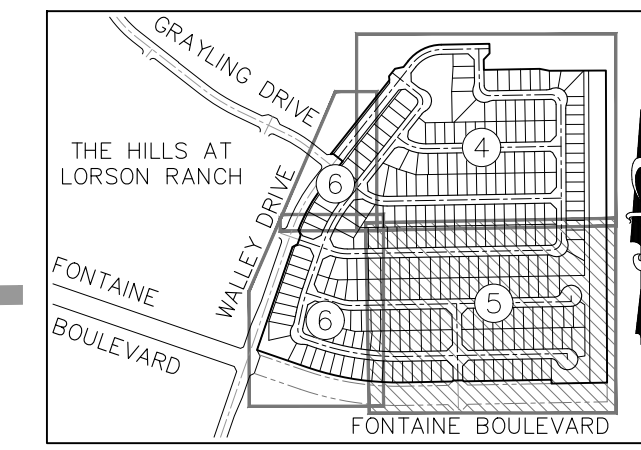 GRAYLING DRIVE
THE HILLS AT
LORSON RANCH
WALLEY DRIVE
4
6
FONTAINE
BOULEVARD
5
6
FONTAINE BOULEVARD